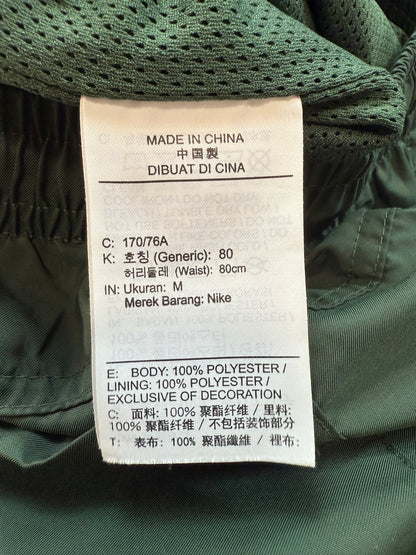 MADE IN CHINA
中国製
DIBUAT DI CINA
C: 170/76A
K: 호칭 (Generic): 80
허리둘레 (Waist): 80cm
IN: Ukuran: M
Merek Barang: Nike
E: BODY: 100% POLYESTER /
LINING: 100% POLYESTER /
EXCLUSIVE OF DECORATION
C: 面料: 100% 聚酯纤维 / 里料:
100% 聚酯纤维 / 不包括装饰部分
T: 表布: 100% 聚酯纖維 / 裡布: